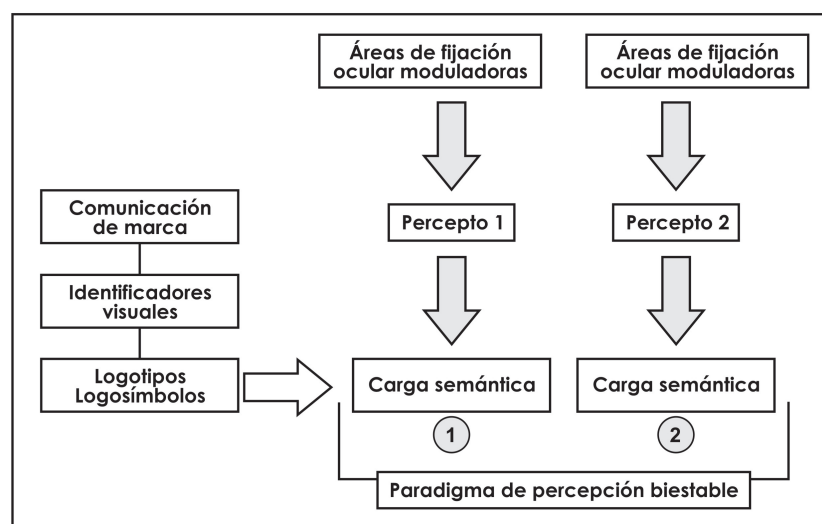 Áreas de fijación
ocular moduladoras
Áreas de fijación
ocular moduladoras
Comunicación
de marca
Percepto 1
Percepto 2
Identificadores
visuales
Logotipos
Logosímbolos
Carga semántica
Carga semántica
1
2
Paradigma de percepción biestable